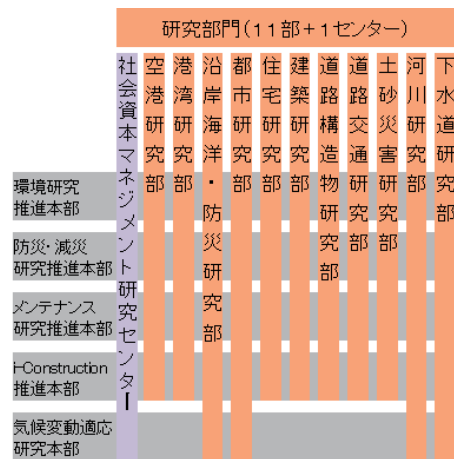 研究部門(11部+1センター)
社会資本マネジメント研究センター
空港研究部
港湾研究部
沿岸海洋・防災研究部
都市研究部
住宅研究部
建築研究部
道路構造物研究部
道路交通研究部
土砂災害研究部
河川研究部
下水道研究部
環境研究
推進本部
防災・減災
研究推進本部
メンテナンス
研究推進本部
i-Construction
推進本部
気候変動適応
研究本部